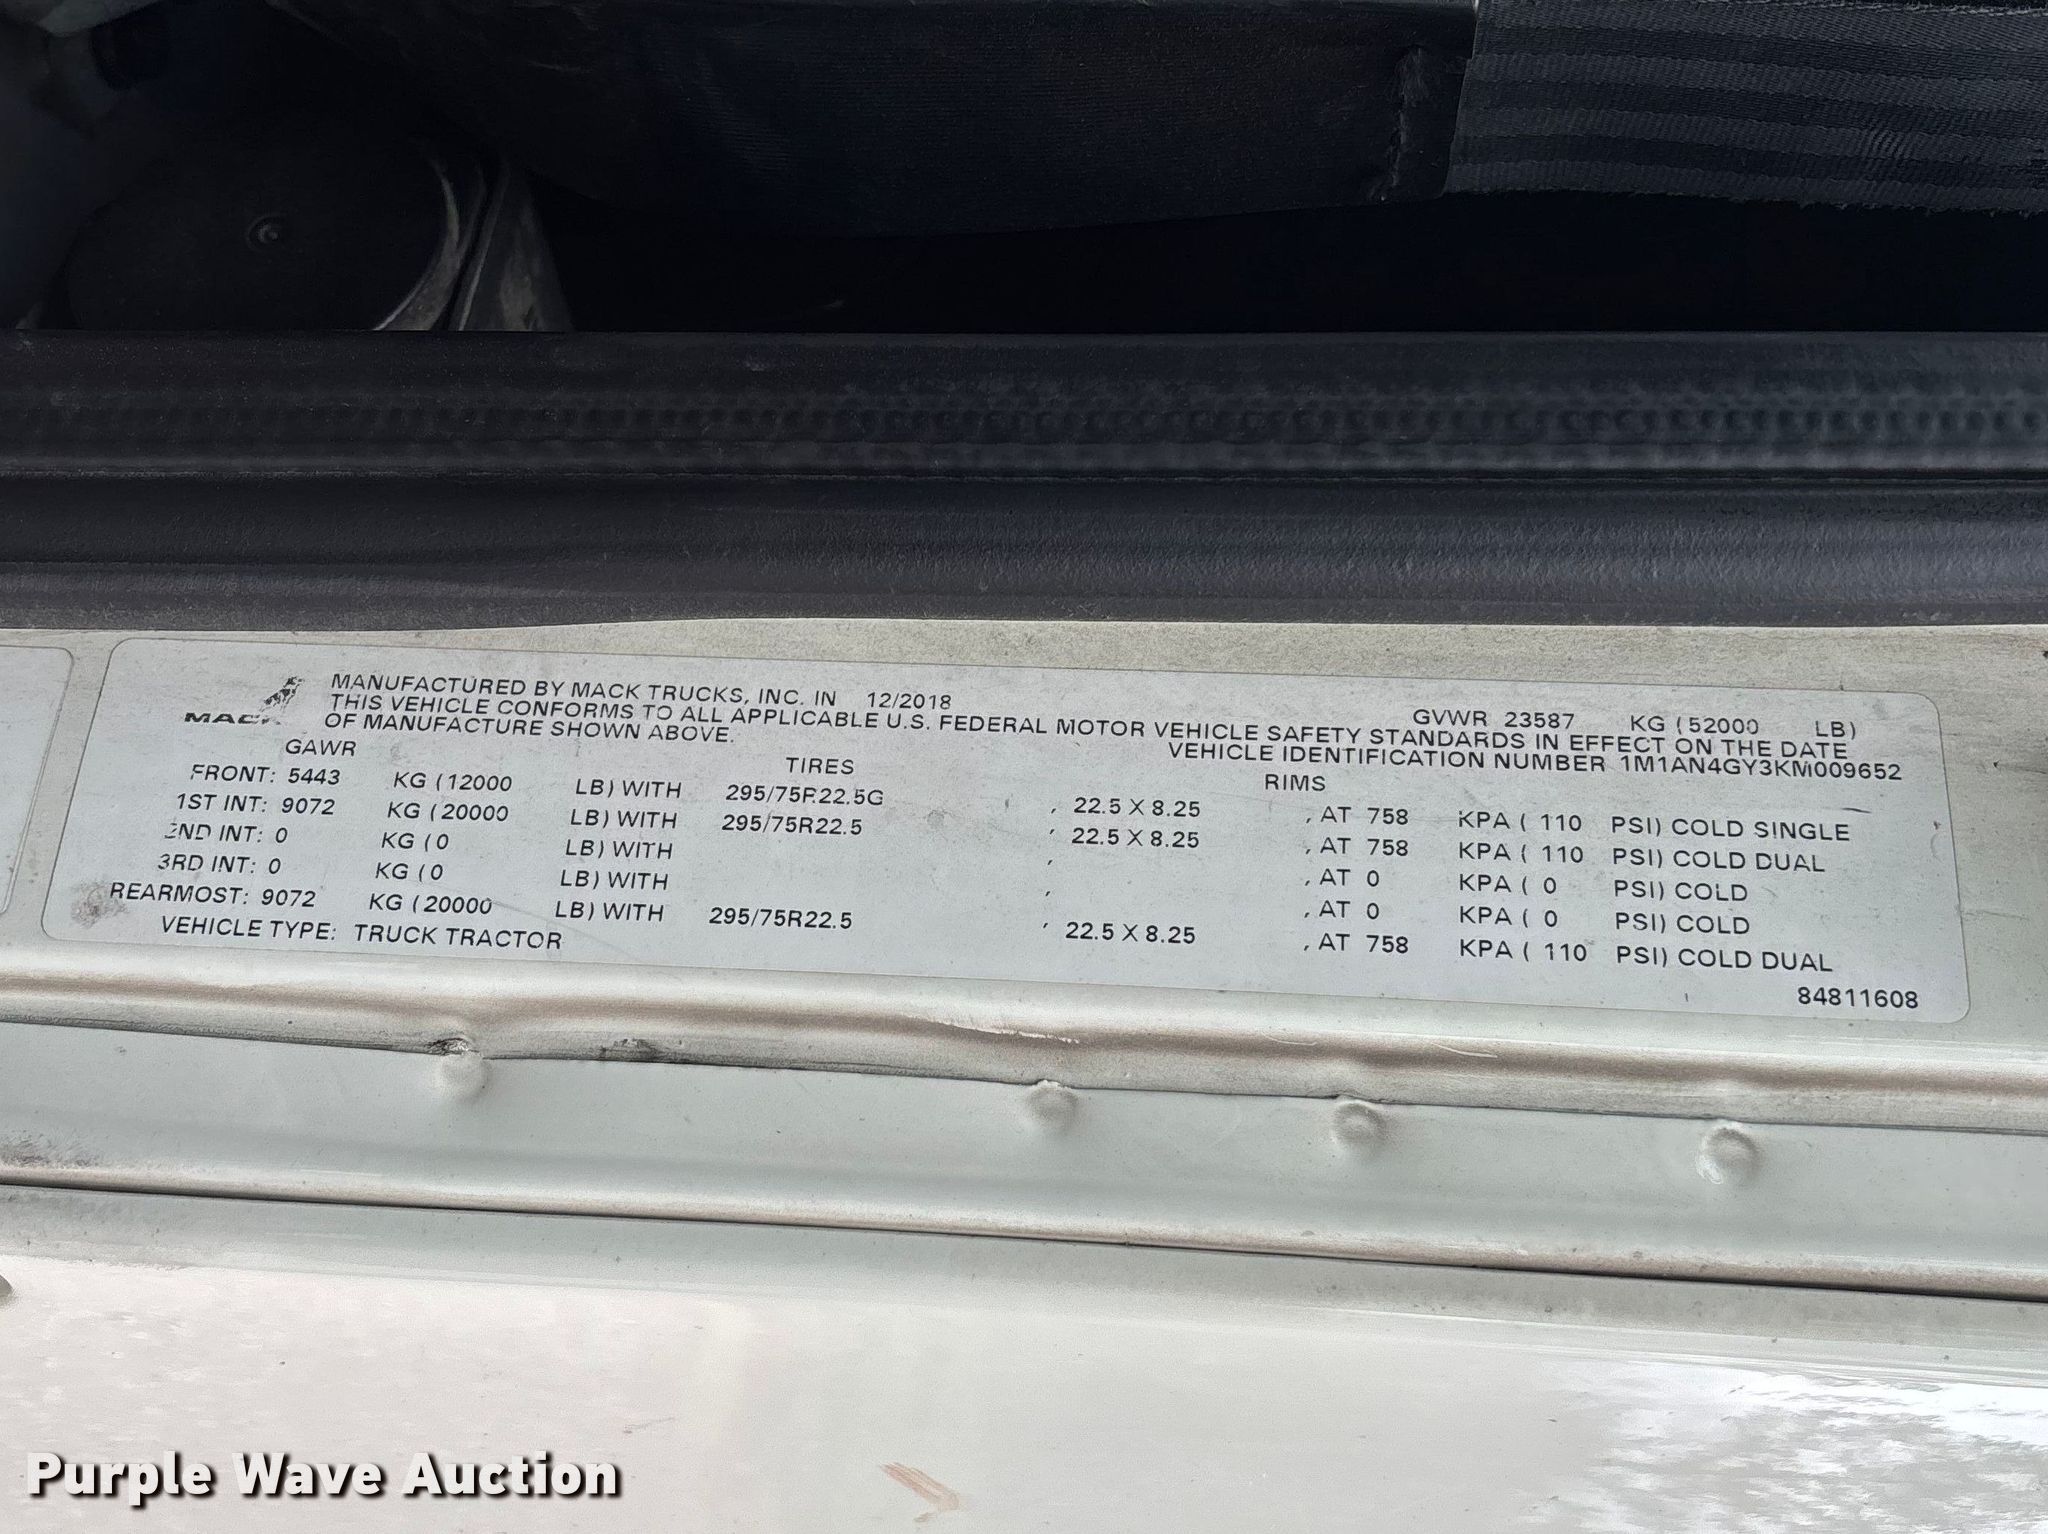 MACK
MANUFACTURED BY MACK TRUCKS, INC. IN 12/2018 GVWR 23587 KG (52000 LB)
THIS VEHICLE CONFORMS TO ALL APPLICABLE U.S. FEDERAL MOTOR VEHICLE SAFETY STANDARDS IN EFFECT ON THE DATE
OF MANUFACTURE SHOWN ABOVE. VEHICLE IDENTIFICATION NUMBER 1M1AN4GY3KM009652
GAWR TIRES RIMS
FRONT: 5443 KG (12000 LB) WITH 295/75R22.5G , 22.5 X 8.25 , AT 758 KPA ( 110 PSI) COLD SINGLE
1ST INT: 9072 KG (20000 LB) WITH 295/75R22.5 , 22.5 X 8.25 , AT 758 KPA ( 110 PSI) COLD DUAL
2ND INT: 0 KG (0 LB) WITH , , AT 0 KPA ( 0 PSI) COLD
3RD INT: 0 KG (0 LB) WITH , , AT 0 KPA ( 0 PSI) COLD
REARMOST: 9072 KG (20000 LB) WITH 295/75R22.5 , 22.5 X 8.25 , AT 758 KPA ( 110 PSI) COLD DUAL
VEHICLE TYPE: TRUCK TRACTOR
84811608
Purple Wave Auction